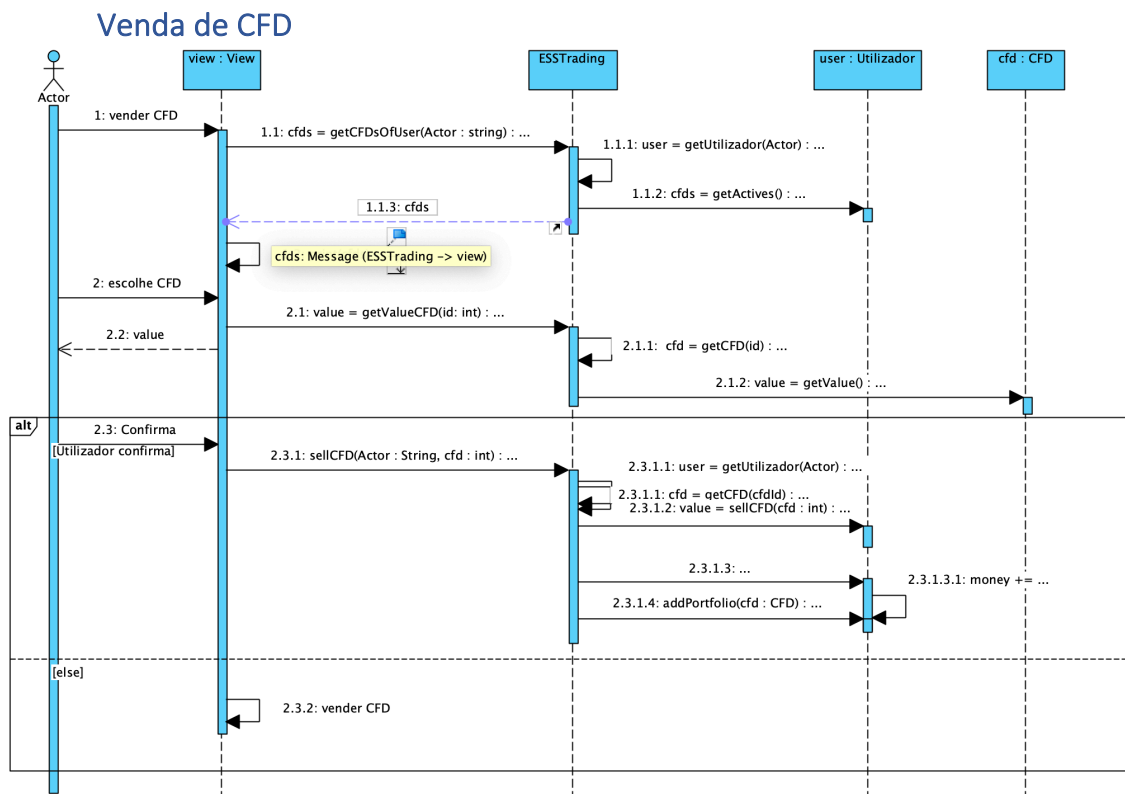 Venda de CFD
view : View
ESSTrading
user : Utilizador
cfd : CFD
Actor
1: vender CFD
1.1: cfds = getCFDsOfUser(Actor : string) : ...
1.1.1: user = getUtilizador(Actor) : ...
1.1.2: cfds = getActives() : ...
1.1.3: cfds
cfds: Message (ESSTrading -> view)
2: escolhe CFD
2.1: value = getValueCFD(id: int) : ...
2.2: value
2.1.1: cfd = getCFD(id) : ...
2.1.2: value = getValue() : ...
alt
2.3: Confirma
[Utilizador confirma]
2.3.1: sellCFD(Actor : String, cfd : int) : ...
2.3.1.1: user = getUtilizador(Actor) : ...
2.3.1.1: cfd = getCFD(cfdId) : ...
2.3.1.2: value = sellCFD(cfd : int) : ...
2.3.1.3: ...
2.3.1.3.1: money += ...
2.3.1.4: addPortfolio(cfd : CFD) : ...
[else]
2.3.2: vender CFD